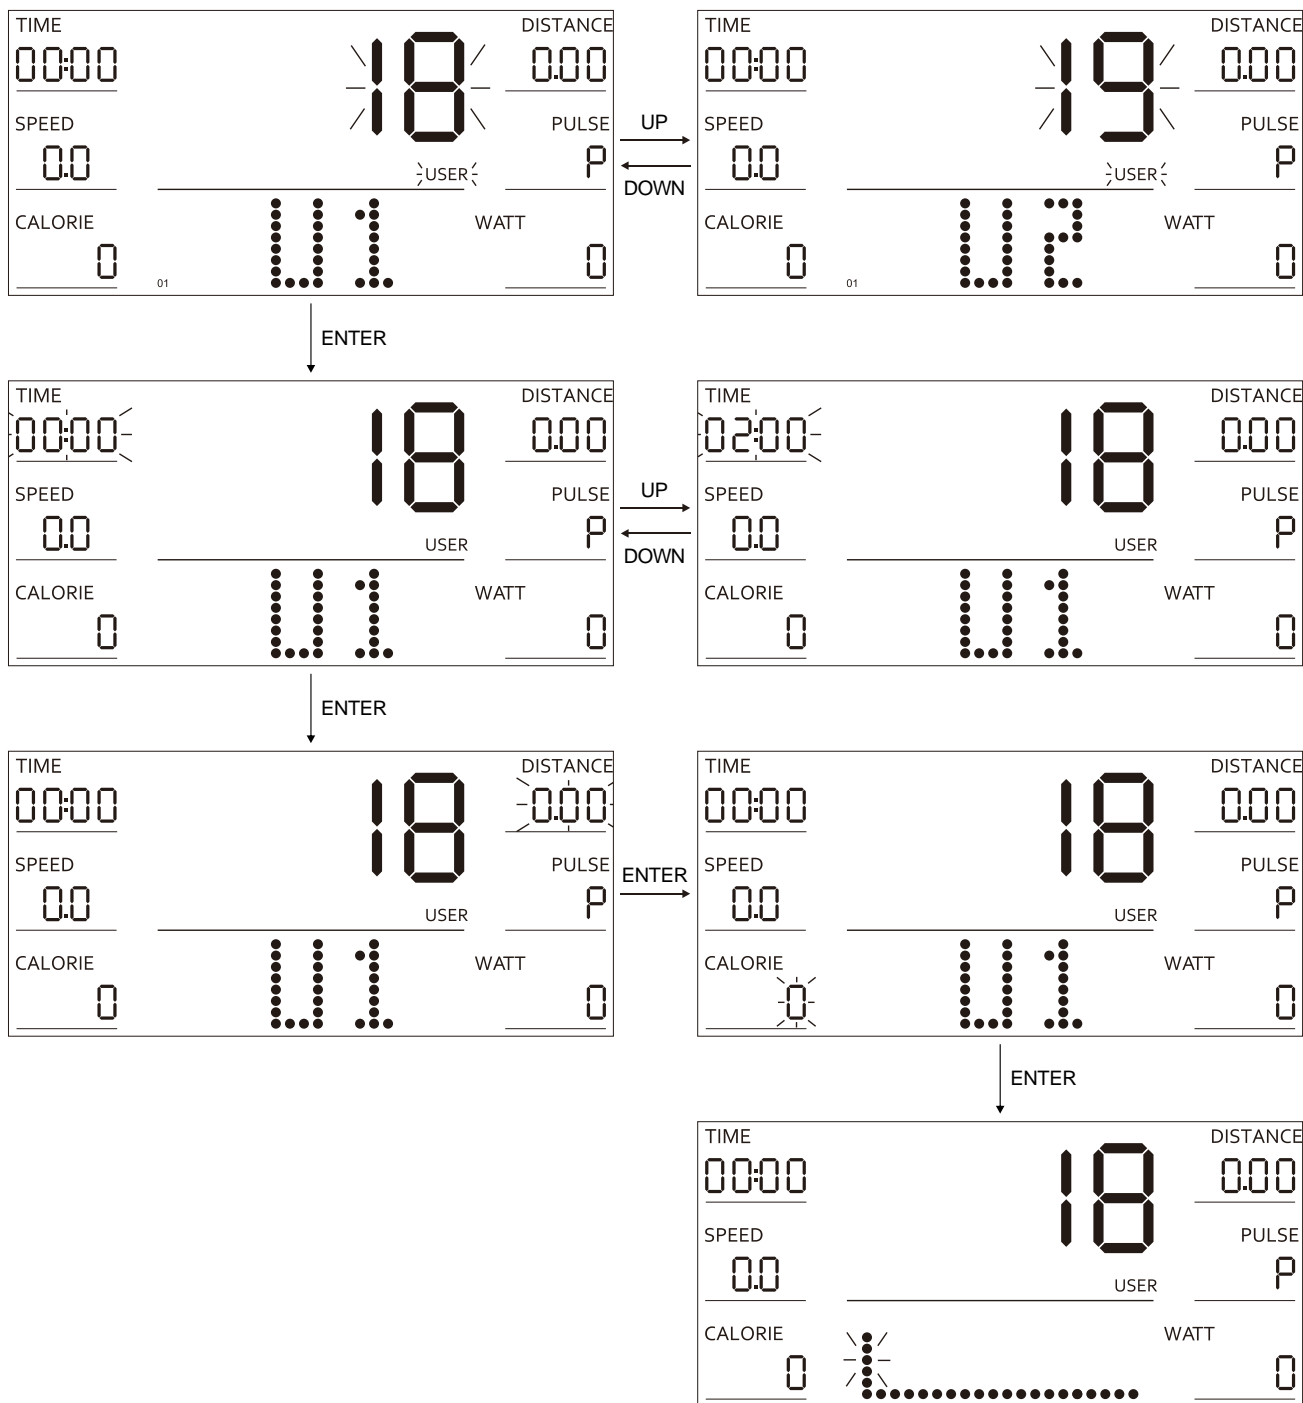 TIME 18 DISTANCE
00:00 0.00
SPEED PULSE
0.0 P
USER
CALORIE U1 WATT
0 01 0
UP
DOWN
TIME 19 DISTANCE
00:00 0.00
SPEED PULSE
0.0 P
USER
CALORIE U2 WATT
0 01 0
ENTER
TIME 18 DISTANCE
00:00 0.00
SPEED PULSE
0.0 P
USER
CALORIE U1 WATT
0 0
UP
DOWN
TIME 18 DISTANCE
02:00 0.00
SPEED PULSE
0.0 P
USER
CALORIE U1 WATT
0 0
ENTER
TIME 18 DISTANCE
00:00 0.00
SPEED PULSE
0.0 P
USER
CALORIE U1 WATT
0 0
ENTER
TIME 18 DISTANCE
00:00 0.00
SPEED PULSE
0.0 P
USER
CALORIE U1 WATT
0 0
ENTER
TIME 18 DISTANCE
00:00 0.00
SPEED PULSE
0.0 P
USER
CALORIE WATT
0 0